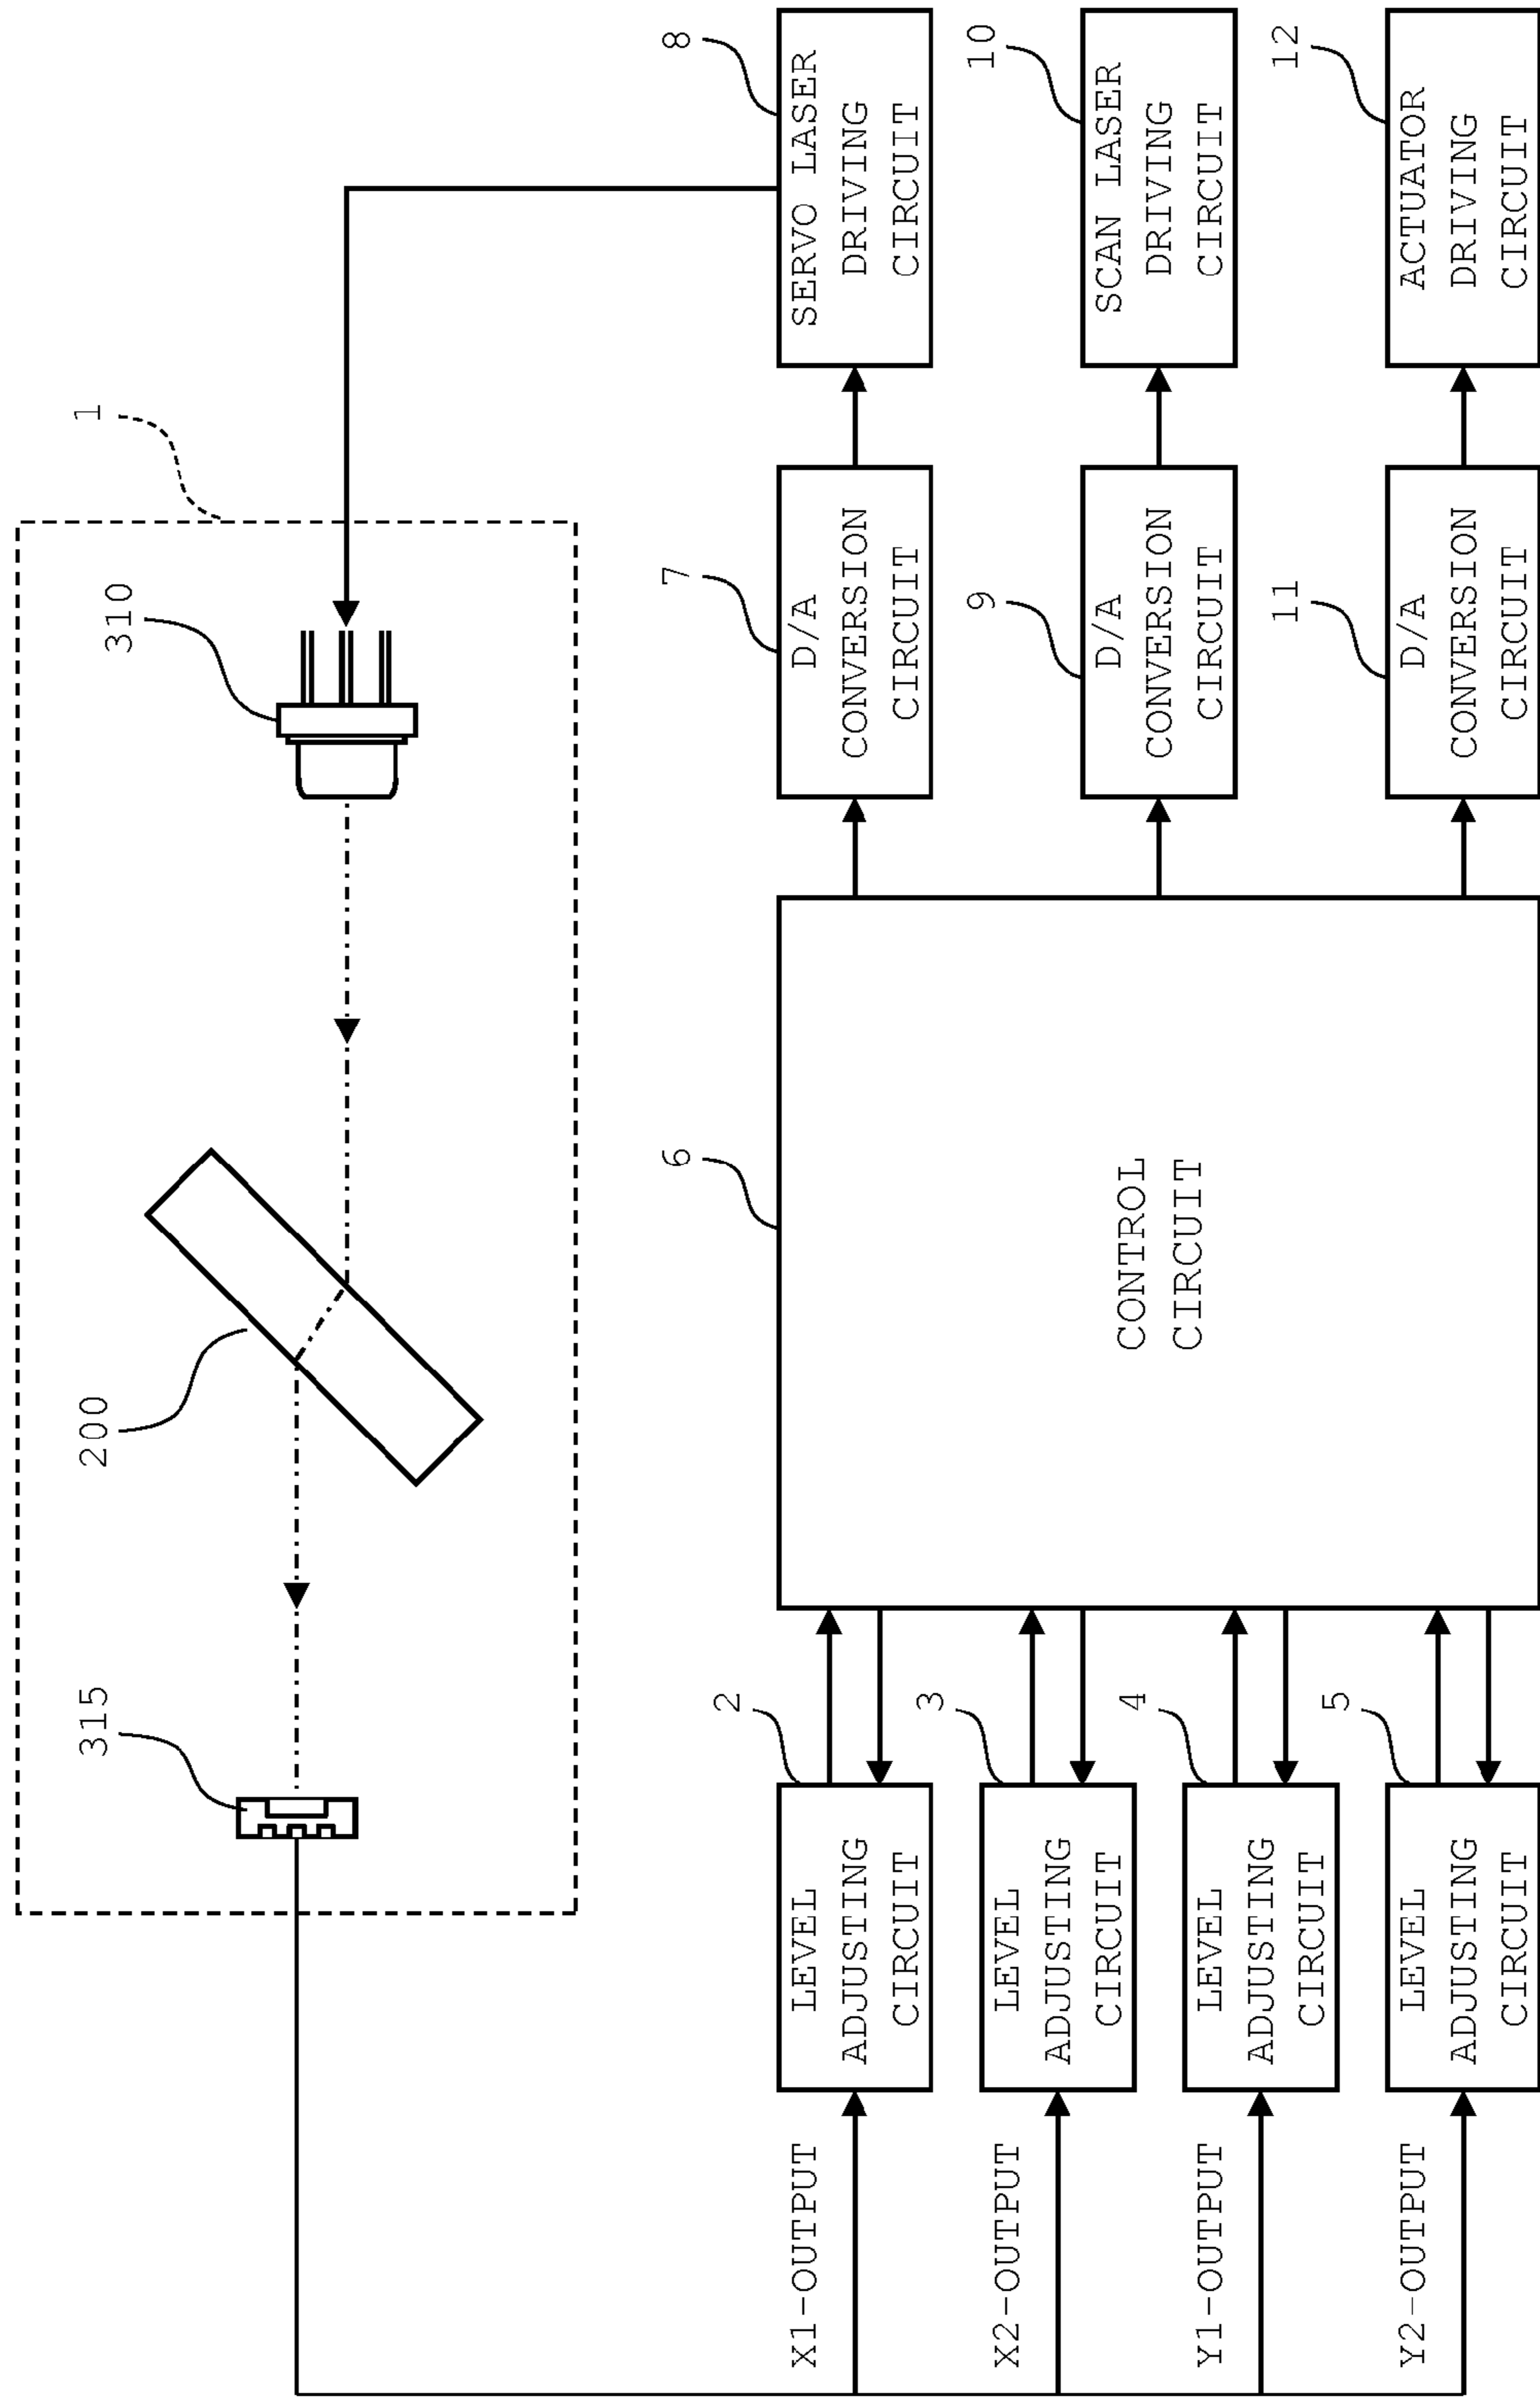 1
315
200
310
X1-OUTPUT
X2-OUTPUT
Y1-OUTPUT
Y2-OUTPUT
2
LEVEL
ADJUSTING
CIRCUIT
3
LEVEL
ADJUSTING
CIRCUIT
4
LEVEL
ADJUSTING
CIRCUIT
5
LEVEL
ADJUSTING
CIRCUIT
6
CONTROL
CIRCUIT
7
D/A
CONVERSION
CIRCUIT
8
SERVO LASER
DRIVING
CIRCUIT
9
D/A
CONVERSION
CIRCUIT
10
SCAN LASER
DRIVING
CIRCUIT
11
D/A
CONVERSION
CIRCUIT
12
ACTUATOR
DRIVING
CIRCUIT